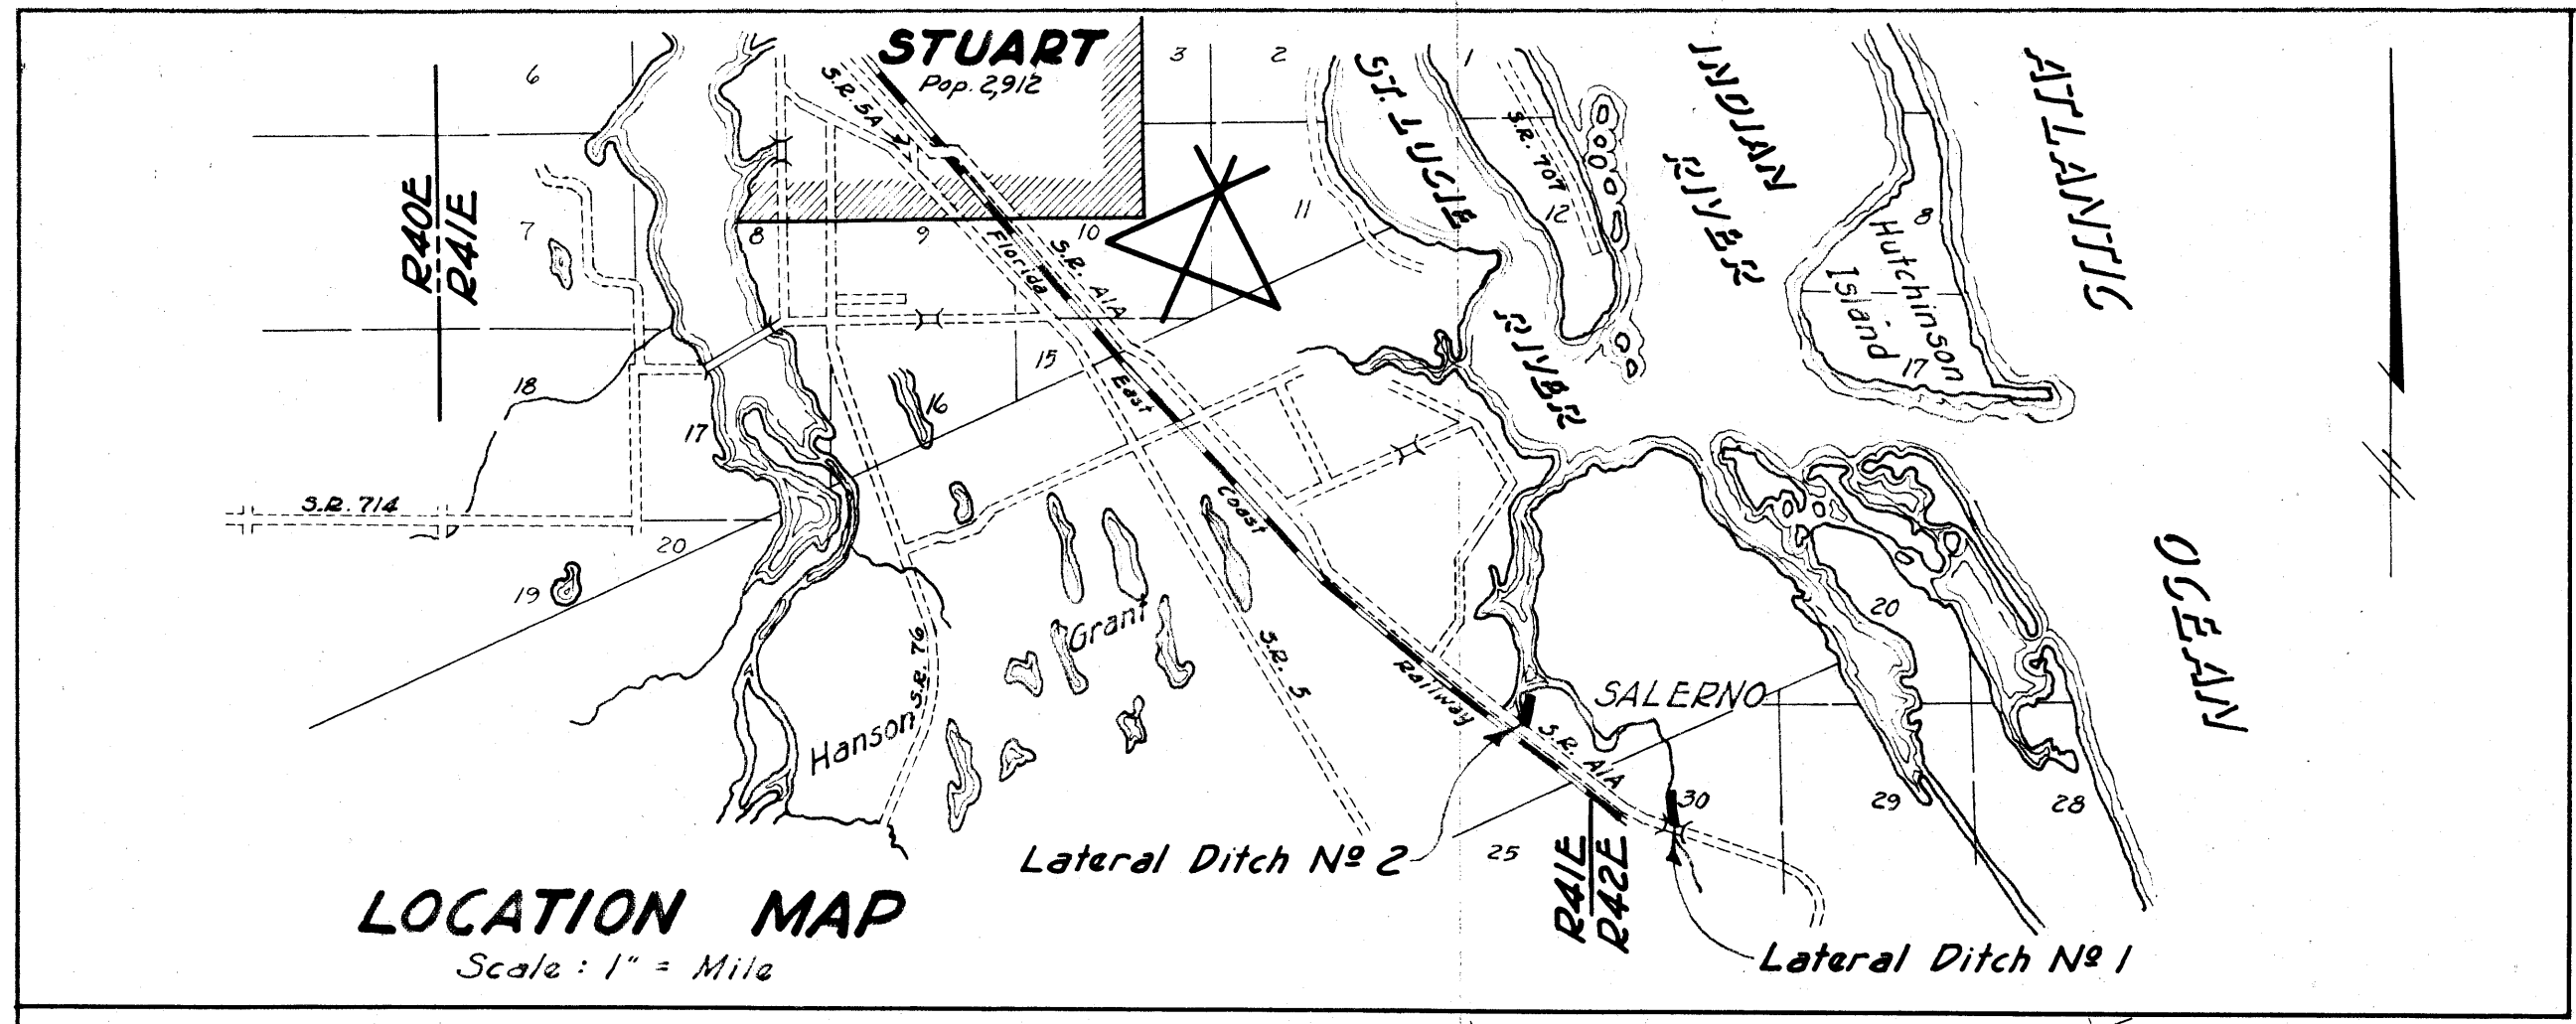 STUART
Pop. 2,912
6
3
2
1
S.R. 5A
ST. LUCIE
RIVER
S.R. 707
INDIAN
RIVER
ATLANTIC
OCEAN
R40E
R41E
7
8
9
10
11
12
8
Hutchinson
Island
17
Florida
East
Coast
Railway
S.R. A1A
18
17
16
15
S.R. 714
20
19
Grant
Hanson
S.R. 76
S.R. 5
SALERNO
S.R. A1A
20
30
29
28
25
R41E
R42E
Lateral Ditch Nº 2
Lateral Ditch Nº 1
LOCATION MAP
Scale : 1" = Mile